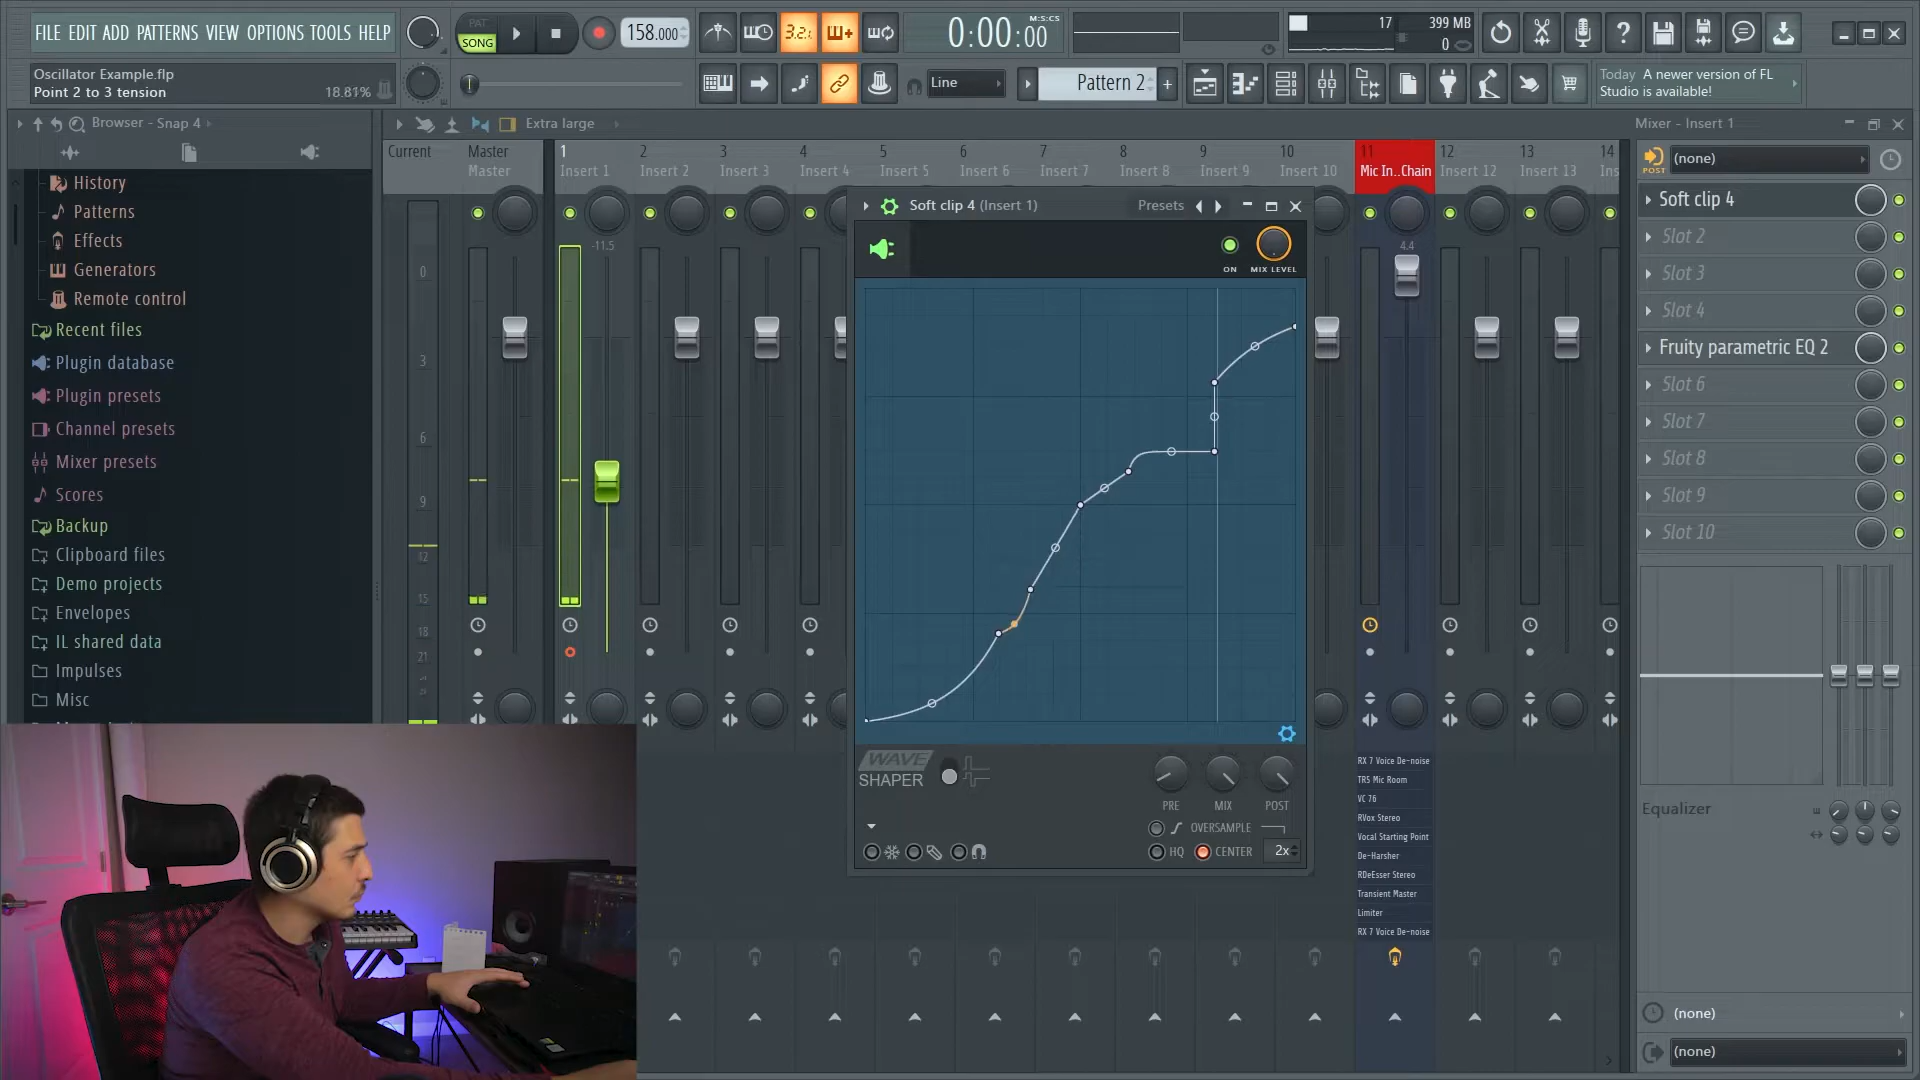 FILE EDIT ADD PATTERNS VIEW OPTIONS TOOLS HELP
PAT
SONG
158.000
3.2.
0:00:00
M:S:CS
17
399 MB
0
Oscillator Example.flp
Point 2 to 3 tension
18.81%
Line
Pattern 2
+
Today
A newer version of FL
Studio is available!
Browser - Snap 4
Extra large
Mixer - Insert 1
Current
Master
1
2
3
4
5
6
7
8
9
10
11
12
13
14
Master
Insert 1
Insert 2
Insert 3
Insert 4
Insert 5
Insert 6
Insert 7
Insert 8
Insert 9
Insert 10
Mic In..Chain
Insert 12
Insert 13
Ins
POST
(none)
History
Patterns
Effects
Generators
Remote control
Recent files
Plugin database
Plugin presets
Channel presets
Mixer presets
Scores
Backup
Clipboard files
Demo projects
Envelopes
IL shared data
Impulses
Misc
-11.5
4.4
0
3
6
9
12
15
18
21
Soft clip 4 (Insert 1)
Presets
ON
MIX LEVEL
WAVE
SHAPER
PRE
MIX
POST
OVERSAMPLE
HQ
CENTER
2x
RX 7 Voice De-noise
TRS Mic Room
VC 76
RVox Stereo
Vocal Starting Point
De-Harsher
RDeEsser Stereo
Transient Master
Limiter
RX 7 Voice De-noise
Soft clip 4
Slot 2
Slot 3
Slot 4
Fruity parametric EQ 2
Slot 6
Slot 7
Slot 8
Slot 9
Slot 10
Equalizer
(none)
(none)